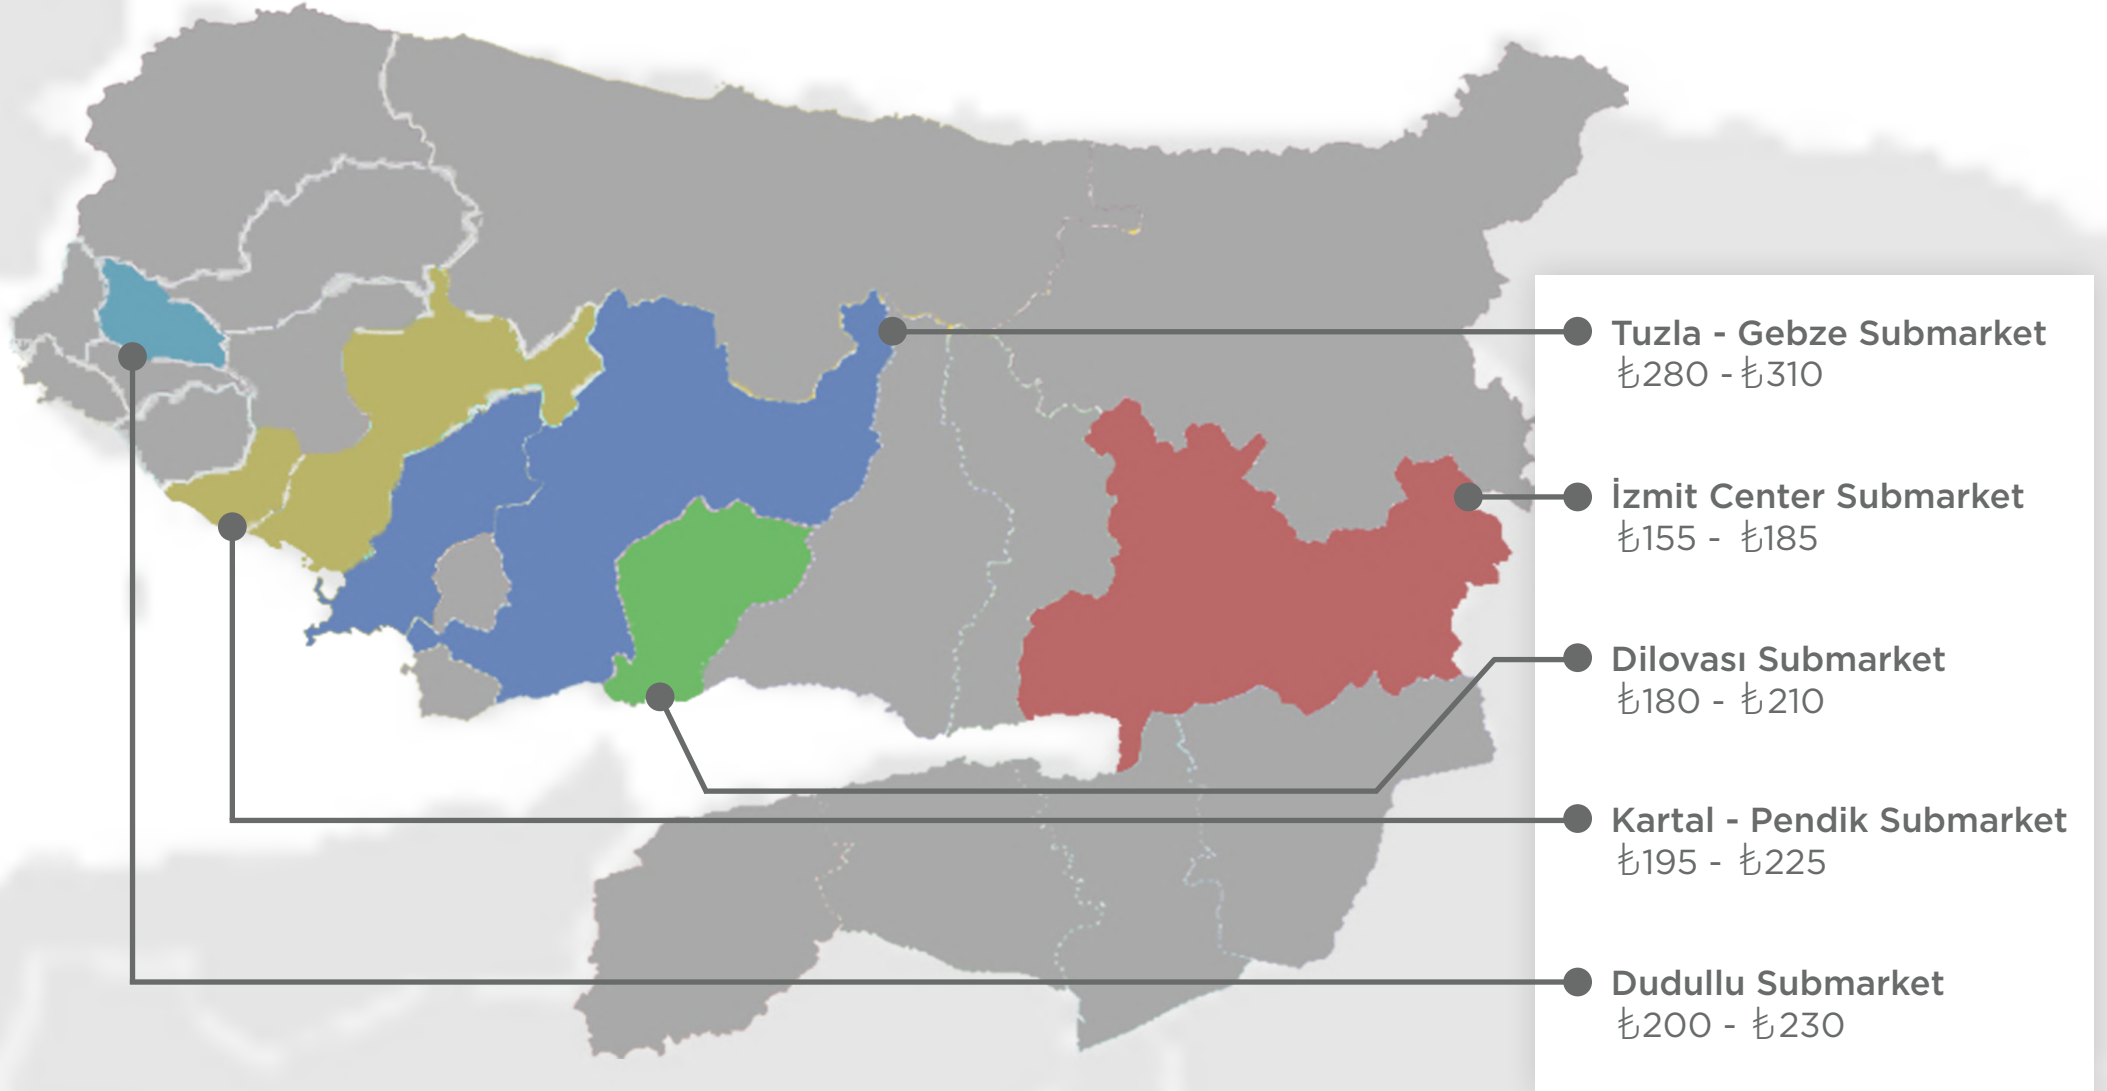 Tuzla - Gebze Submarket
₺280 - ₺310
İzmit Center Submarket
₺155 - ₺185
Dilovası Submarket
₺180 - ₺210
Kartal - Pendik Submarket
₺195 - ₺225
Dudullu Submarket
₺200 - ₺230